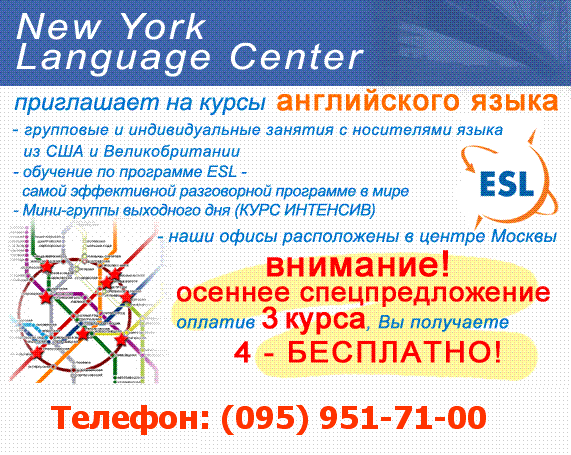 New York
Language Center
приглашает на курсы английского языка
- групповые и индивидуальные занятия с носителями языка
из США и Великобритании
- обучение по программе ESL -
самой эффективной разговорной программе в мире
- Мини-группы выходного дня (КУРС ИНТЕНСИВ)
ESL
- наши офисы расположены в центре Москвы
внимание!
осеннее спецпредложение
оплатив 3 курса, Вы получаете
4 - БЕСПЛАТНО!
Телефон: (095) 951-71-00